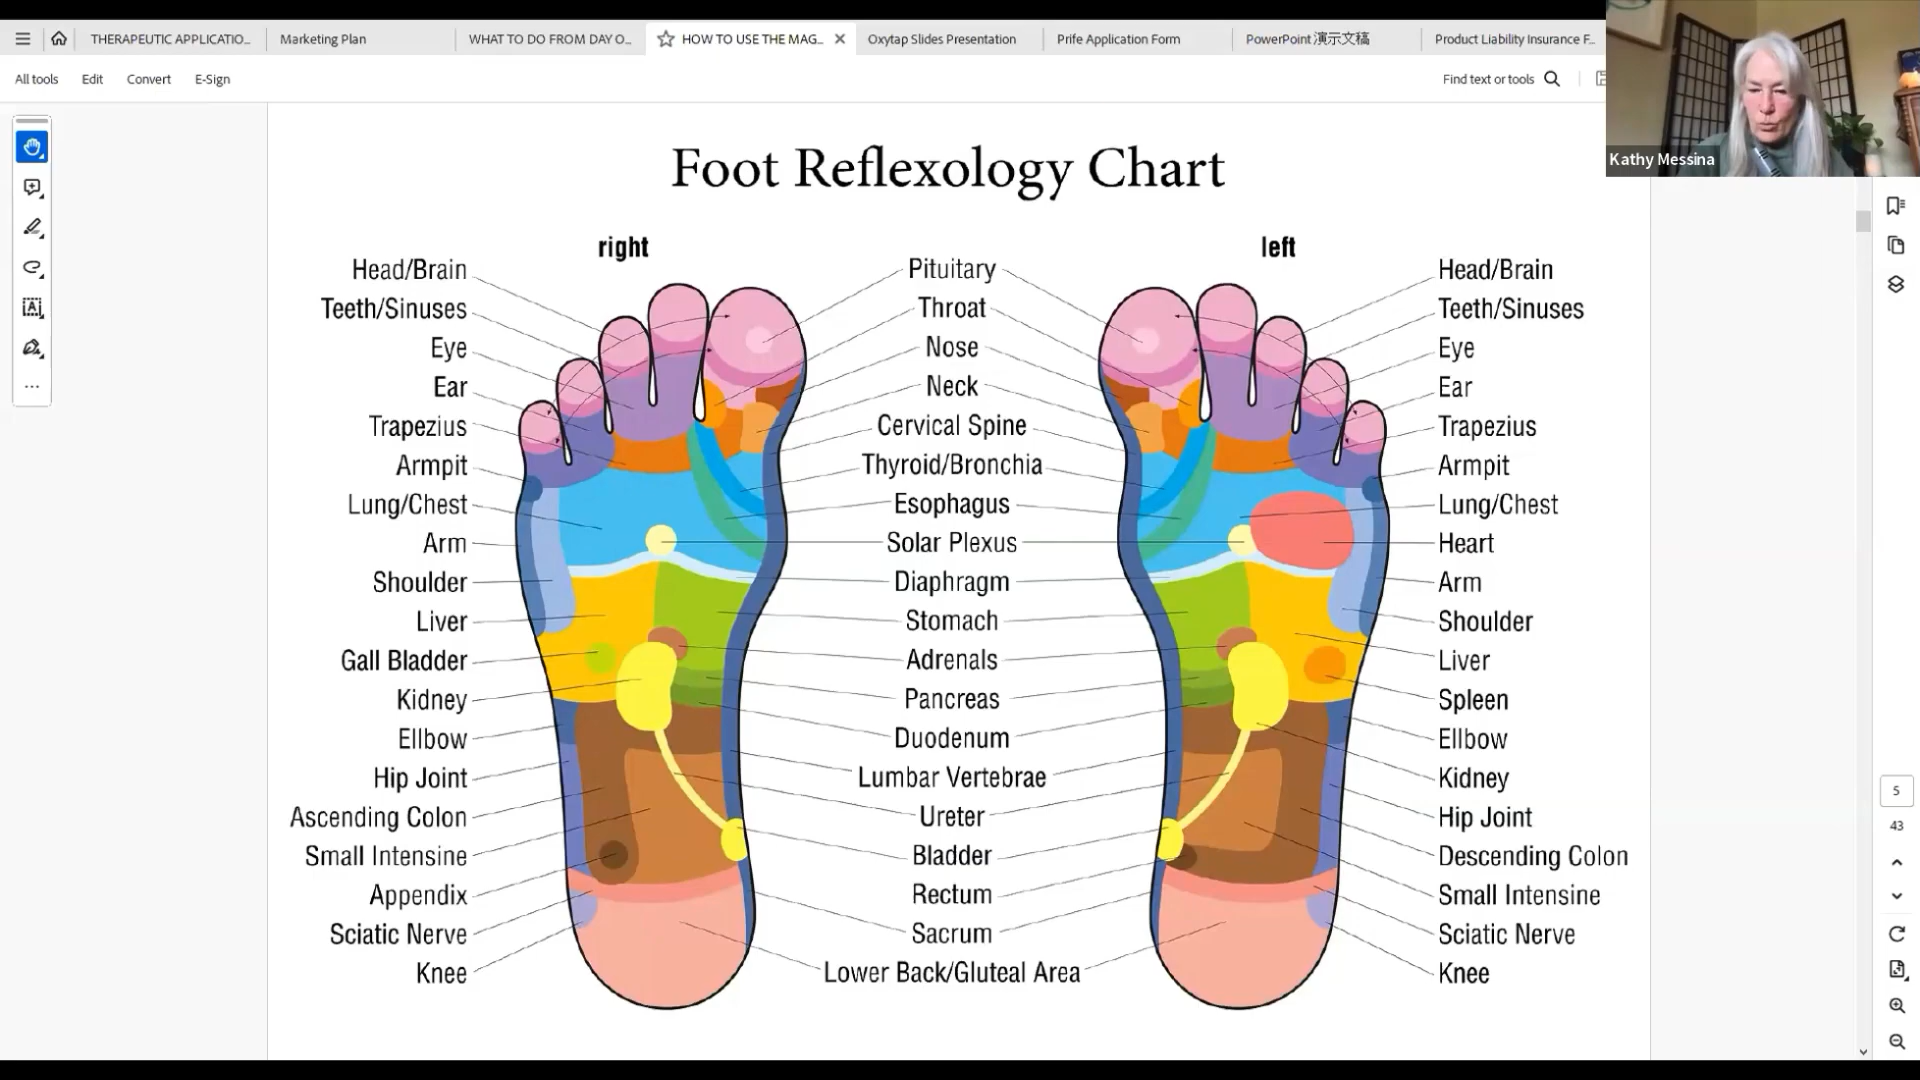 THERAPEUTIC APPLICATIO...
Marketing Plan
WHAT TO DO FROM DAY O...
HOW TO USE THE MAG...
Oxytap Slides Presentation
Prife Application Form
PowerPoint 演示文稿
Product Liability Insurance F...
All tools
Edit
Convert
E-Sign
Find text or tools
Kathy Messina
Foot Reflexology Chart
right
left
Head/Brain
Teeth/Sinuses
Eye
Ear
Trapezius
Armpit
Lung/Chest
Arm
Shoulder
Liver
Gall Bladder
Kidney
Ellbow
Hip Joint
Ascending Colon
Small Intensine
Appendix
Sciatic Nerve
Knee
Pituitary
Throat
Nose
Neck
Cervical Spine
Thyroid/Bronchia
Esophagus
Solar Plexus
Diaphragm
Stomach
Adrenals
Pancreas
Duodenum
Lumbar Vertebrae
Ureter
Bladder
Rectum
Sacrum
Lower Back/Gluteal Area
Head/Brain
Teeth/Sinuses
Eye
Ear
Trapezius
Armpit
Lung/Chest
Heart
Arm
Shoulder
Liver
Spleen
Ellbow
Kidney
Hip Joint
Descending Colon
Small Intensine
Sciatic Nerve
Knee
5
43